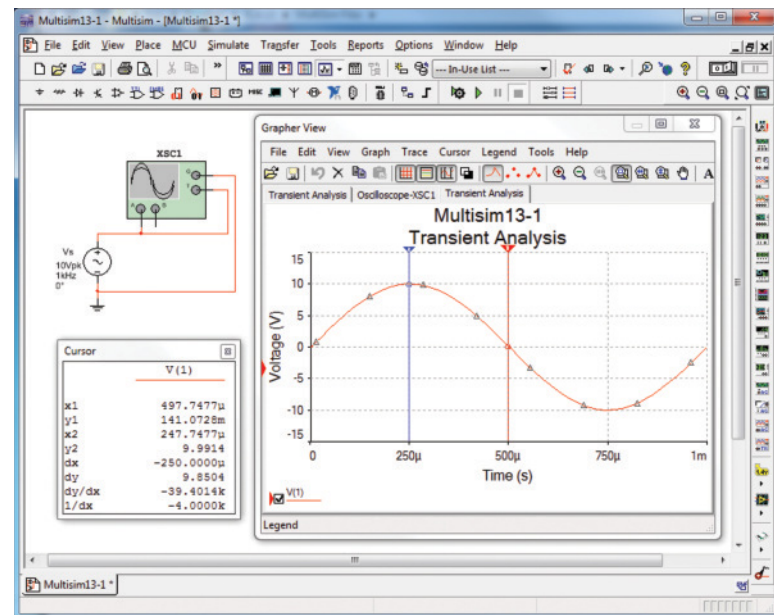 Multisim13-1 - Multisim - [Multisim13-1 *]
File Edit View Place MCU Simulate Transfer Tools Reports Options Window Help
--- In-Use List ---
XSC1
G
T
A B
Vs
10Vpk
1kHz
0°
Grapher View
File Edit View Graph Trace Cursor Legend Tools Help
A
Transient Analysis Oscilloscope-XSC1 Transient Analysis
Multisim13-1
Transient Analysis
Voltage (V)
15
10
5
0
-5
-10
-15
0 250µ 500µ 750µ 1m
Time (s)
V(1)
Legend
Cursor
V(1)
x1 497.7477µ
y1 141.0728m
x2 247.7477µ
y2 9.9914
dx -250.0000µ
dy 9.8504
dy/dx -39.4014k
1/dx -4.0000k
Multisim13-1 *